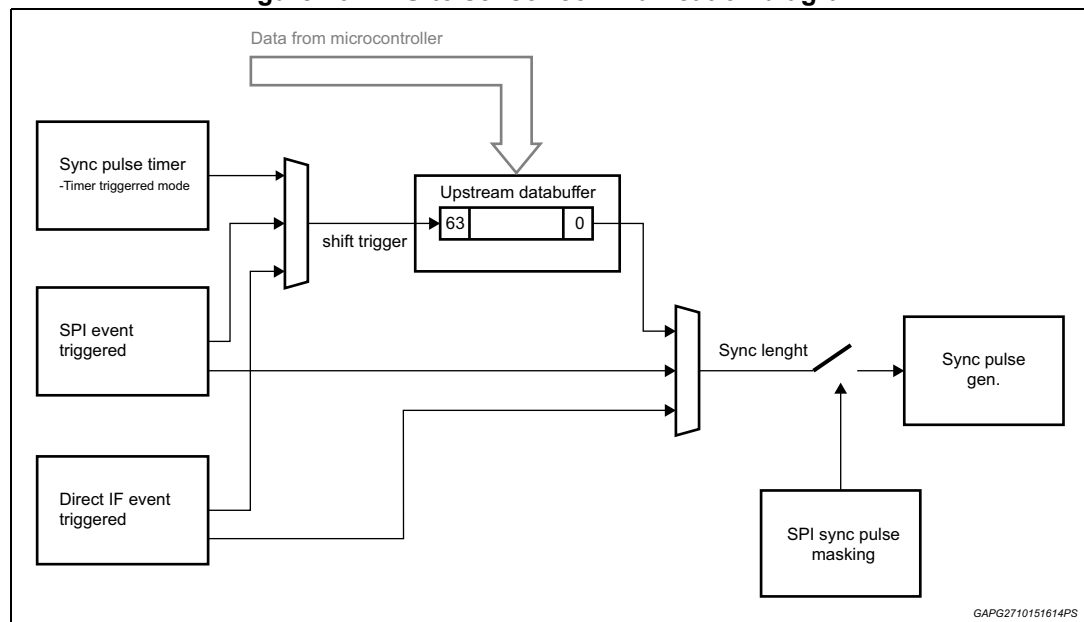 Data from microcontroller
Sync pulse timer
-Timer triggerred mode
Upstream databuffer
63
0
shift trigger
SPI event
triggered
Sync lenght
Sync pulse
gen.
Direct IF event
triggered
SPI sync pulse
masking
GAPG2710151614PS